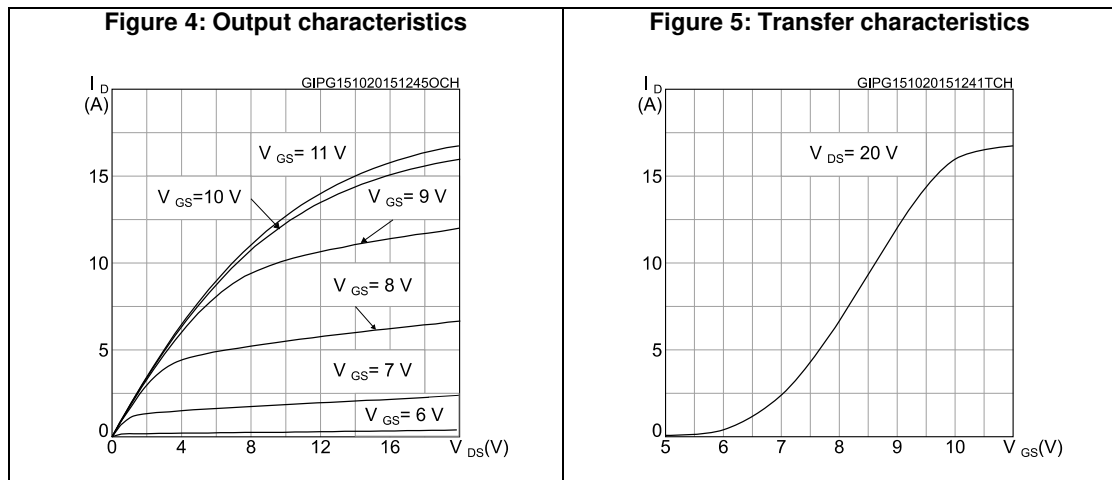 Figure 4: Output characteristics
GIPG151020151245OCH
I D
(A)
V GS= 11 V
15
V GS=10 V
V GS= 9 V
10
V GS= 8 V
5
V GS= 7 V
V GS= 6 V
0
0 4 8 12 16 V DS(V)
Figure 5: Transfer characteristics
GIPG151020151241TCH
I D
(A)
V DS= 20 V
15
10
5
0
5 6 7 8 9 10 V GS(V)